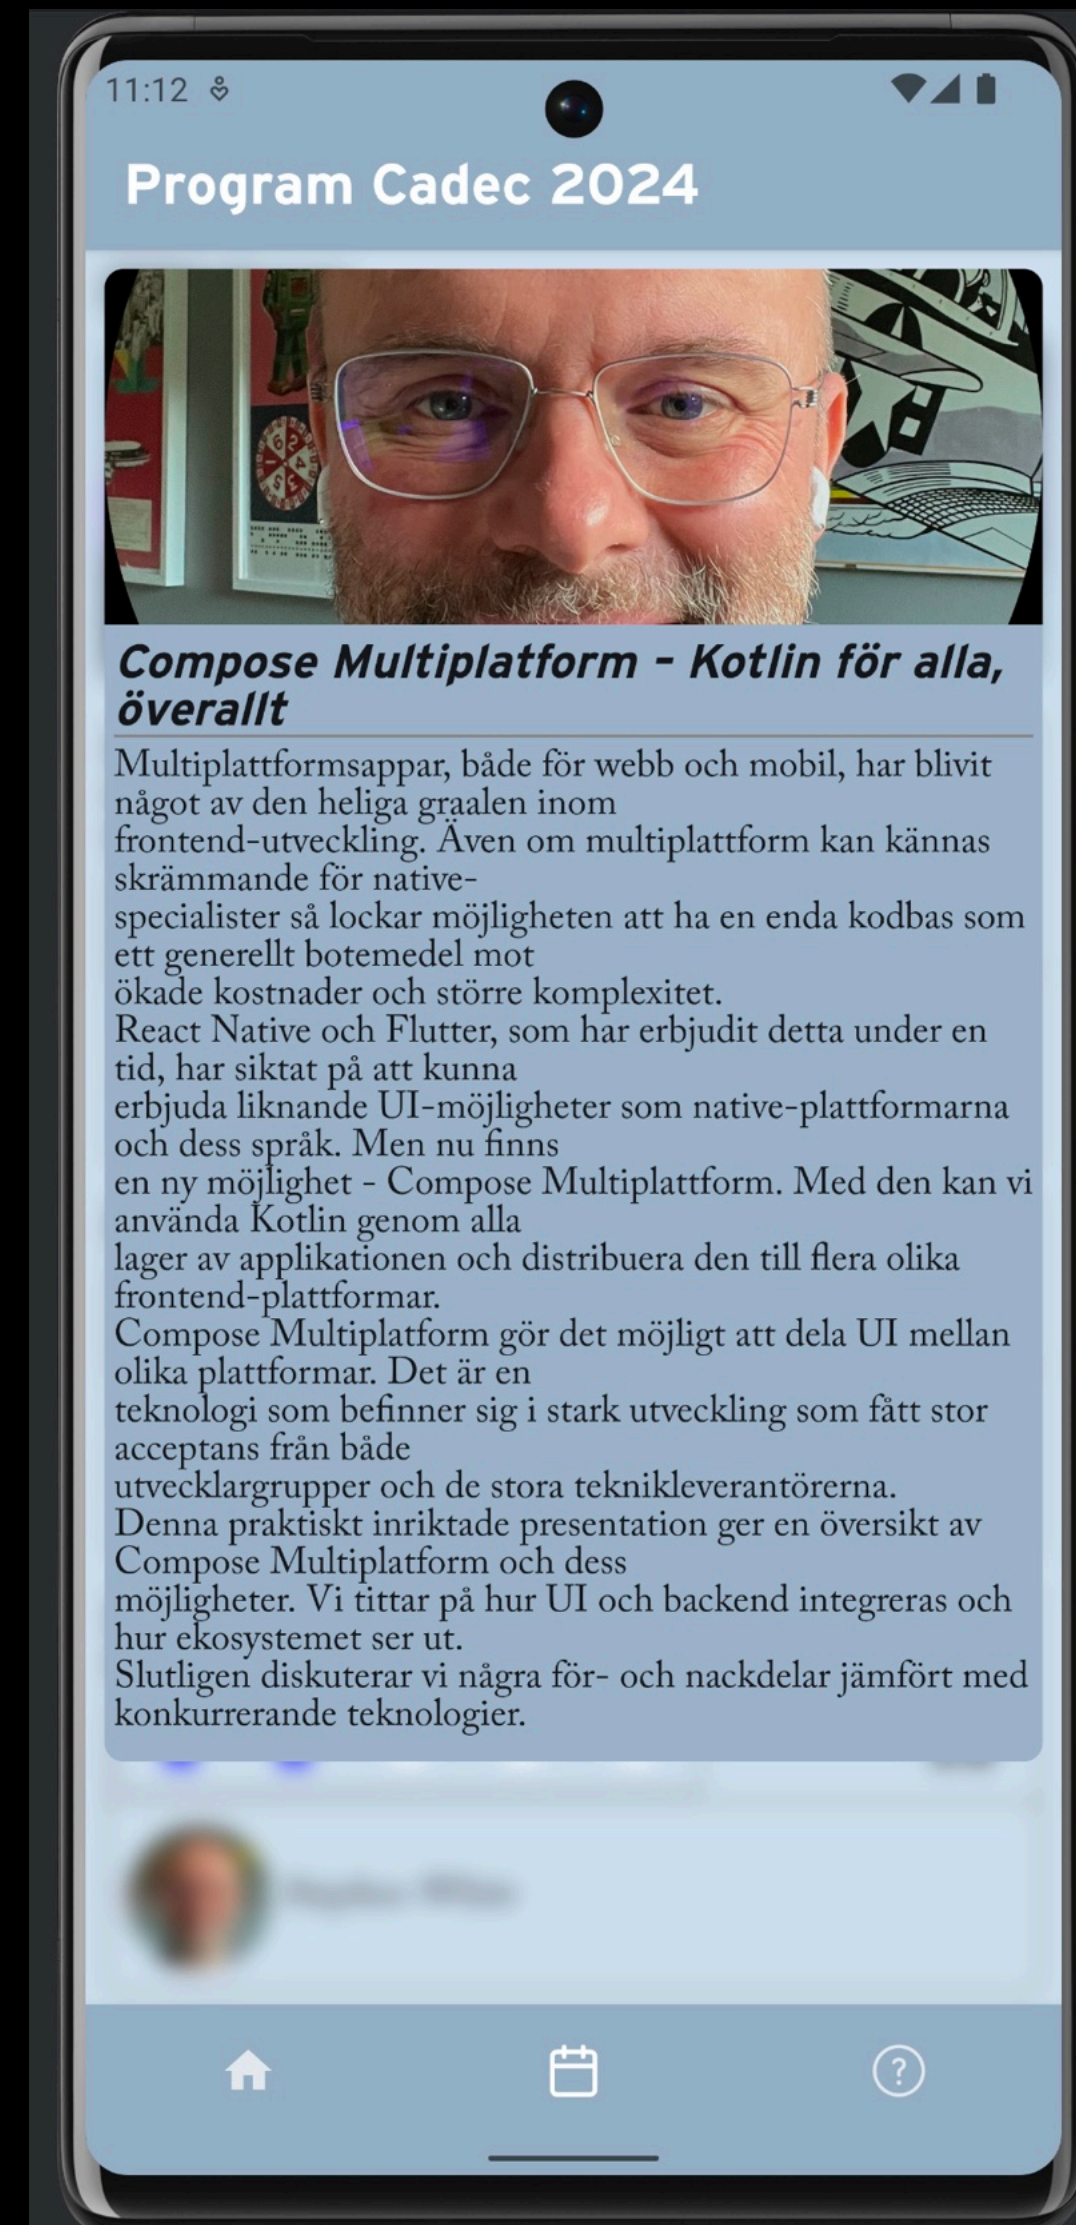 11:12
Program Cadec 2024
Compose Multiplatform - Kotlin för alla,
överallt
Multiplattformsappar, både för webb och mobil, har blivit
något av den heliga graalen inom
frontend-utveckling. Även om multiplattform kan kännas
skrämmande för native-
specialister så lockar möjligheten att ha en enda kodbas som
ett generellt botemedel mot
ökade kostnader och större komplexitet.
React Native och Flutter, som har erbjudit detta under en
tid, har siktat på att kunna
erbjuda liknande UI-möjligheter som native-plattformarna
och dess språk. Men nu finns
en ny möjlighet - Compose Multiplattform. Med den kan vi
använda Kotlin genom alla
lager av applikationen och distribuera den till flera olika
frontend-plattformar.
Compose Multiplatform gör det möjligt att dela UI mellan
olika plattformar. Det är en
teknologi som befinner sig i stark utveckling som fått stor
acceptans från både
utvecklargrupper och de stora teknikleverantörerna.
Denna praktiskt inriktade presentation ger en översikt av
Compose Multiplatform och dess
möjligheter. Vi tittar på hur UI och backend integreras och
hur ekosystemet ser ut.
Slutligen diskuterar vi några för- och nackdelar jämfört med
konkurrerande teknologier.